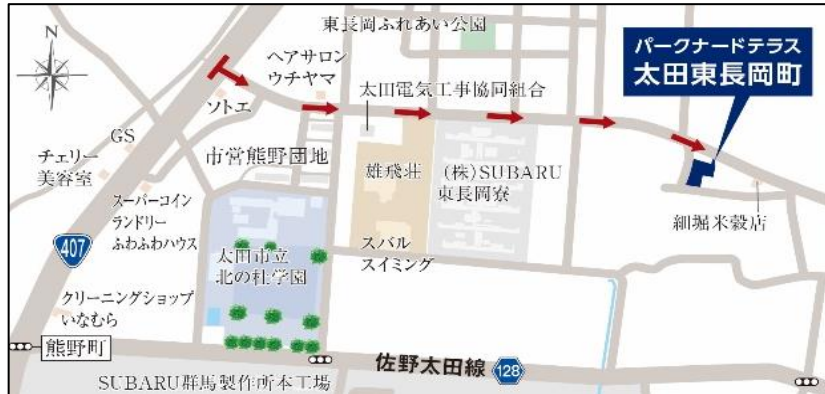 N
東長岡ふれあい公園
ヘアサロン
ウチヤマ
太田電気工事協同組合
パークナードテラス
太田東長岡町
ソトエ
GS
チェリー
美容室
市営熊野団地
雄飛荘
(株)SUBARU
東長岡寮
スーパーコイン
ランドリー
ふわふわハウス
細堀米穀店
407
太田市立
北の杜学園
スバル
スイミング
クリーニングショップ
いなむら
熊野町
佐野太田線
128
SUBARU群馬製作所本工場